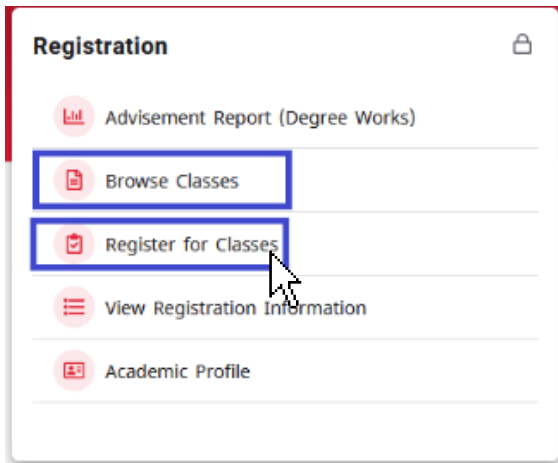 Registration
Advisement Report (Degree Works)
Browse Classes
Register for Classes
View Registration Information
Academic Profile